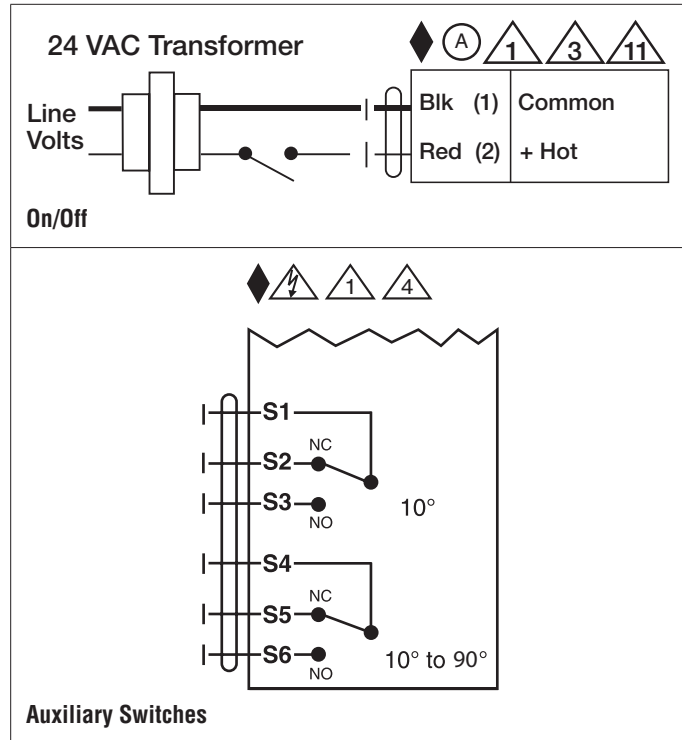 24 VAC Transformer
A 1 3 11
Line Volts
Blk (1) Common
Red (2) + Hot
On/Off
1 4
S1
NC
S2
S3
10°
NO
S4
NC
S5
S6
10° to 90°
NO
Auxiliary Switches